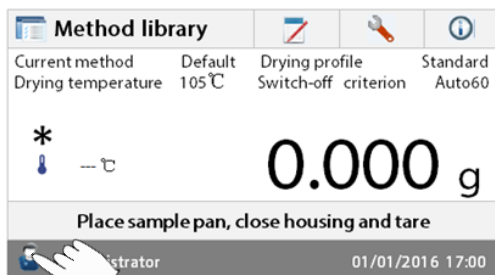 Method library
Current method Default Drying profile Standard
Drying temperature 105℃ Switch-off criterion Auto60
*
--- ℃ 0.000 g
Place sample pan, close housing and tare
01/01/2016 17:00